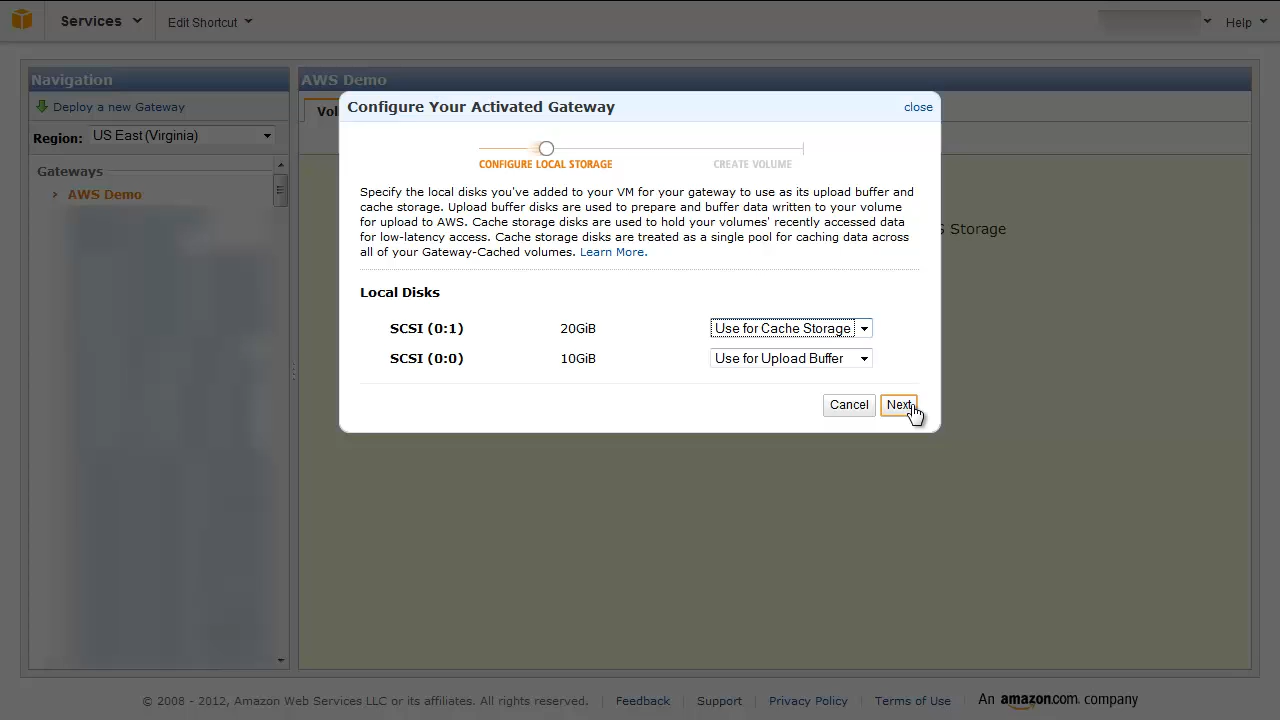 Services
Edit Shortcut
Help
Navigation
Deploy a new Gateway
Region: US East (Virginia)
Gateways
AWS Demo
AWS Demo
Vol
Configure Your Activated Gateway
close
CONFIGURE LOCAL STORAGE
CREATE VOLUME
Specify the local disks you've added to your VM for your gateway to use as its upload buffer and
cache storage. Upload buffer disks are used to prepare and buffer data written to your volume
for upload to AWS. Cache storage disks are used to hold your volumes' recently accessed data
for low-latency access. Cache storage disks are treated as a single pool for caching data across
all of your Gateway-Cached volumes. Learn More.
S Storage
Local Disks
SCSI (0:1) 20GiB Use for Cache Storage
SCSI (0:0) 10GiB Use for Upload Buffer
Cancel Next
© 2008 - 2012, Amazon Web Services LLC or its affiliates. All rights reserved. Feedback Support Privacy Policy Terms of Use An amazon.com company